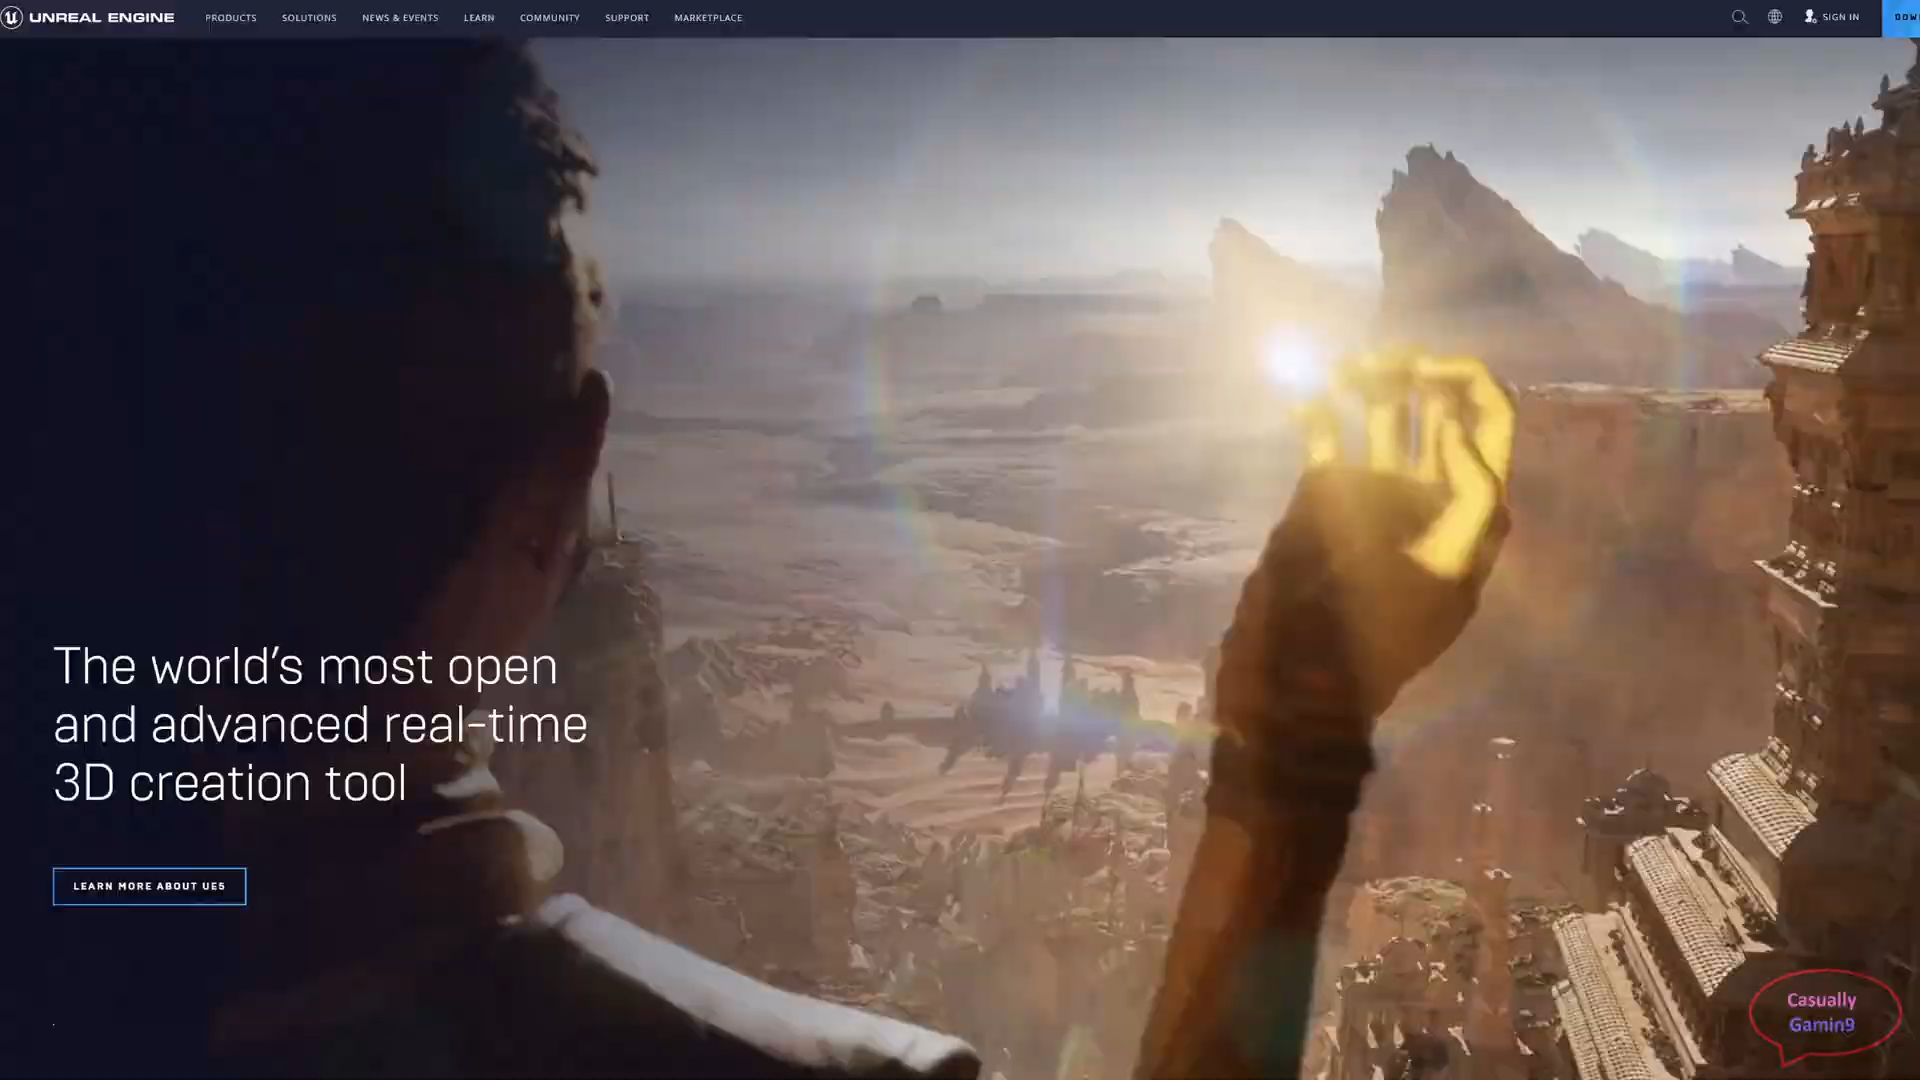 UNREAL ENGINE
PRODUCTS
SOLUTIONS
NEWS & EVENTS
LEARN
COMMUNITY
SUPPORT
MARKETPLACE
SIGN IN
DOW
The world's most open
and advanced real-time
3D creation tool
LEARN MORE ABOUT UE5
Casually
Gamin9